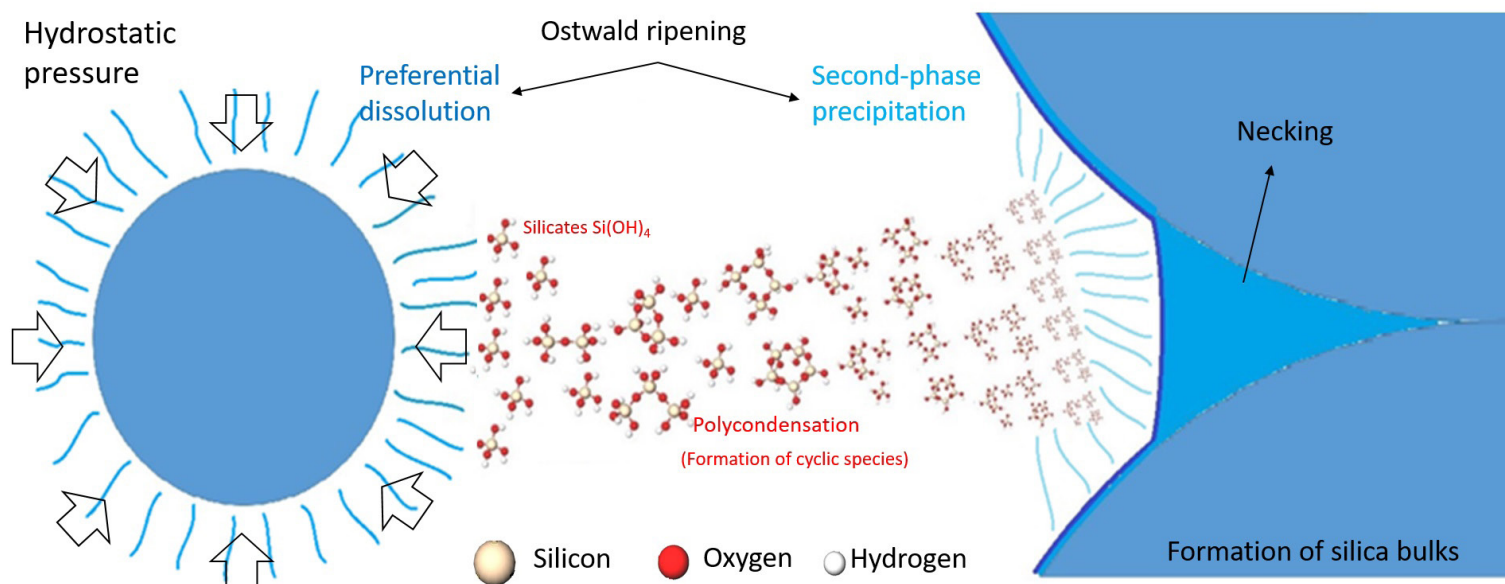 Hydrostatic
pressure
Ostwald ripening
Preferential
dissolution
Second-phase
precipitation
Necking
Silicates Si(OH)₄
Polycondensation
(Formation of cyclic species)
Silicon
Oxygen
Hydrogen
Formation of silica bulks